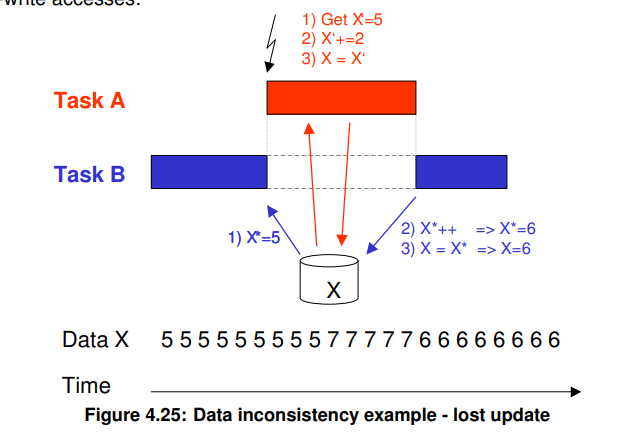 -write accesses.
1) Get X'=5
2) X'+=2
3) X = X'
Task A
Task B
1) X*=5
2) X*++ => X*=6
3) X = X* => X=6
X
Data X 5 5 5 5 5 5 5 5 5 7 7 7 7 7 6 6 6 6 6 6 6 6
Time
Figure 4.25: Data inconsistency example - lost update